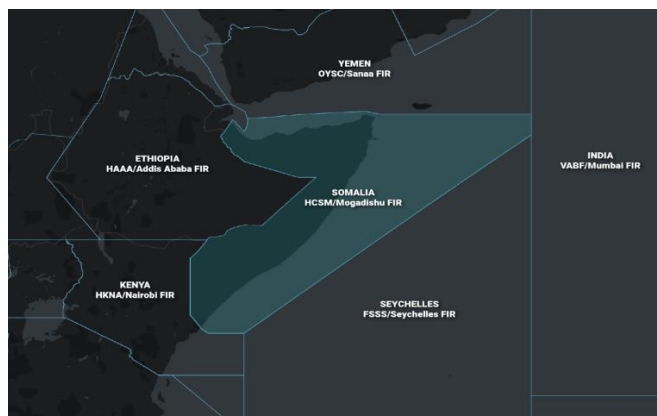 YEMEN
OYSC/Sanaa FIR
ETHIOPIA
HAAA/Addis Ababa FIR
INDIA
VABF/Mumbai FIR
SOMALIA
HCSM/Mogadishu FIR
KENYA
HKNA/Nairobi FIR
SEYCHELLES
FSSS/Seychelles FIR